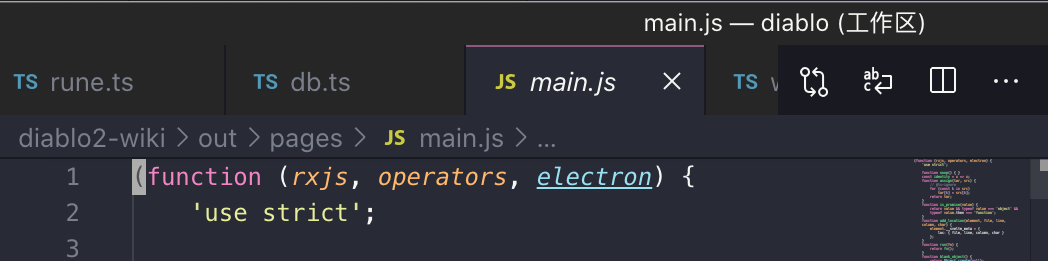 main.js — diablo (工作区)
TS rune.ts TS db.ts JS main.js TS
diablo2-wiki > out > pages > JS main.js > ...
1 (function (rxjs, operators, electron) {
2 'use strict';
3